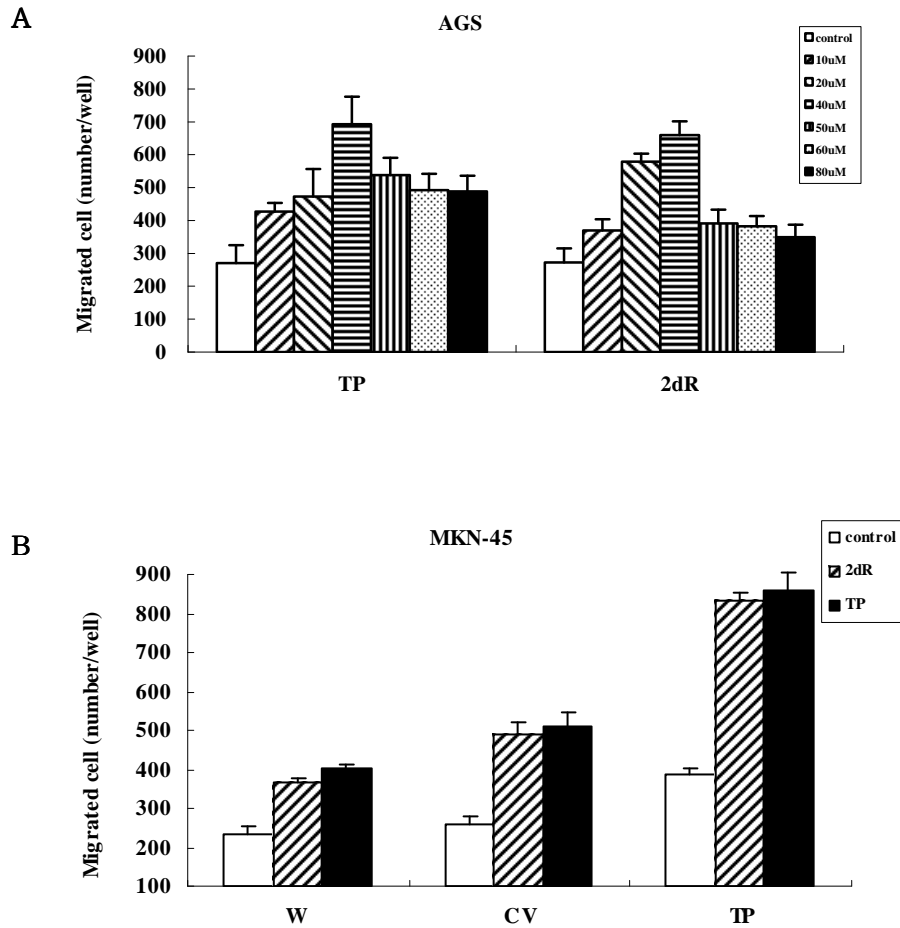 A
AGS
control
10uM
20uM
40uM
50uM
60uM
80uM
Migrated cell (number/well)
900
800
700
600
500
400
300
200
100
0
TP
2dR
B
MKN-45
control
2dR
TP
Migrated cell (number/well)
900
800
700
600
500
400
300
200
100
W
CV
TP